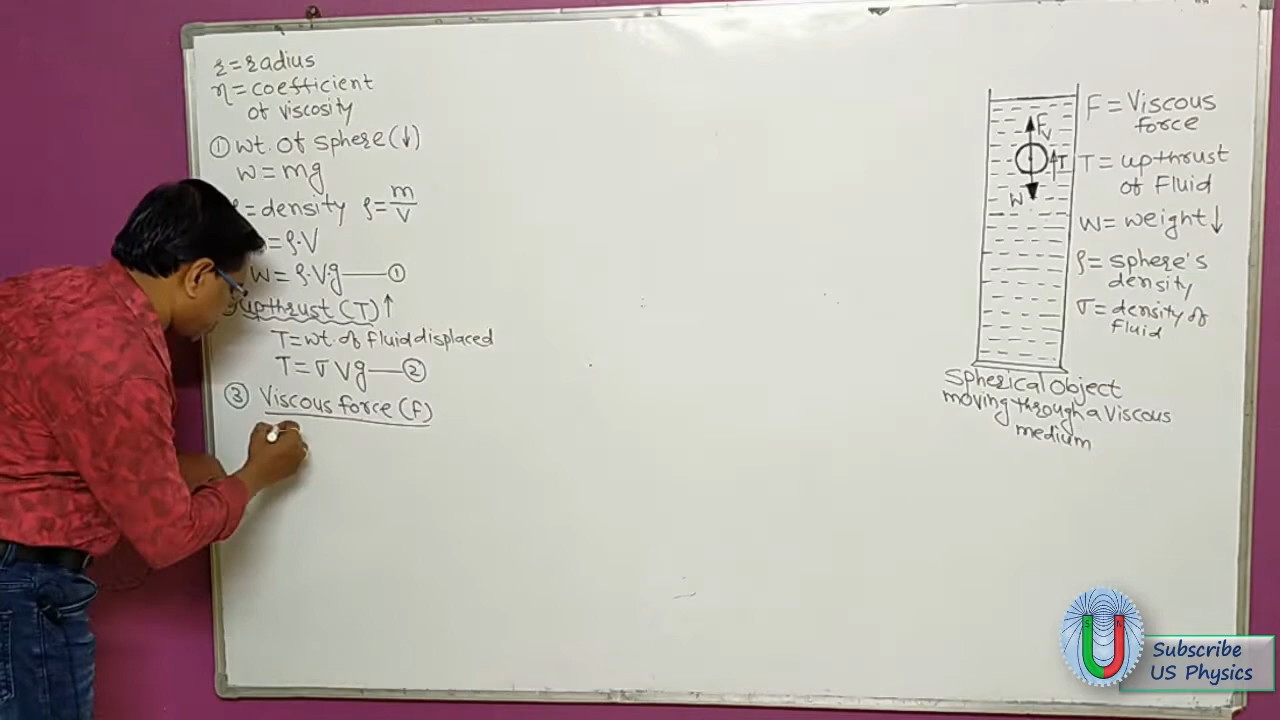 r = radius
η = coefficient
of viscosity
① wt. of sphere (↓)
w = mg
= density ρ = m/V
= ρ·V
W = ρ·V·g — ①
upthrust (T) ↑
T = wt. of fluid displaced
T = σ V g — ②
③ Viscous force (F)
Fv
T
W
F = Viscous
force
T = upthrust
of Fluid
W = weight ↓
ρ = sphere's
density
σ = density of
fluid
Spherical Object
moving through a Viscous
medium
S N
Subscribe
US Physics